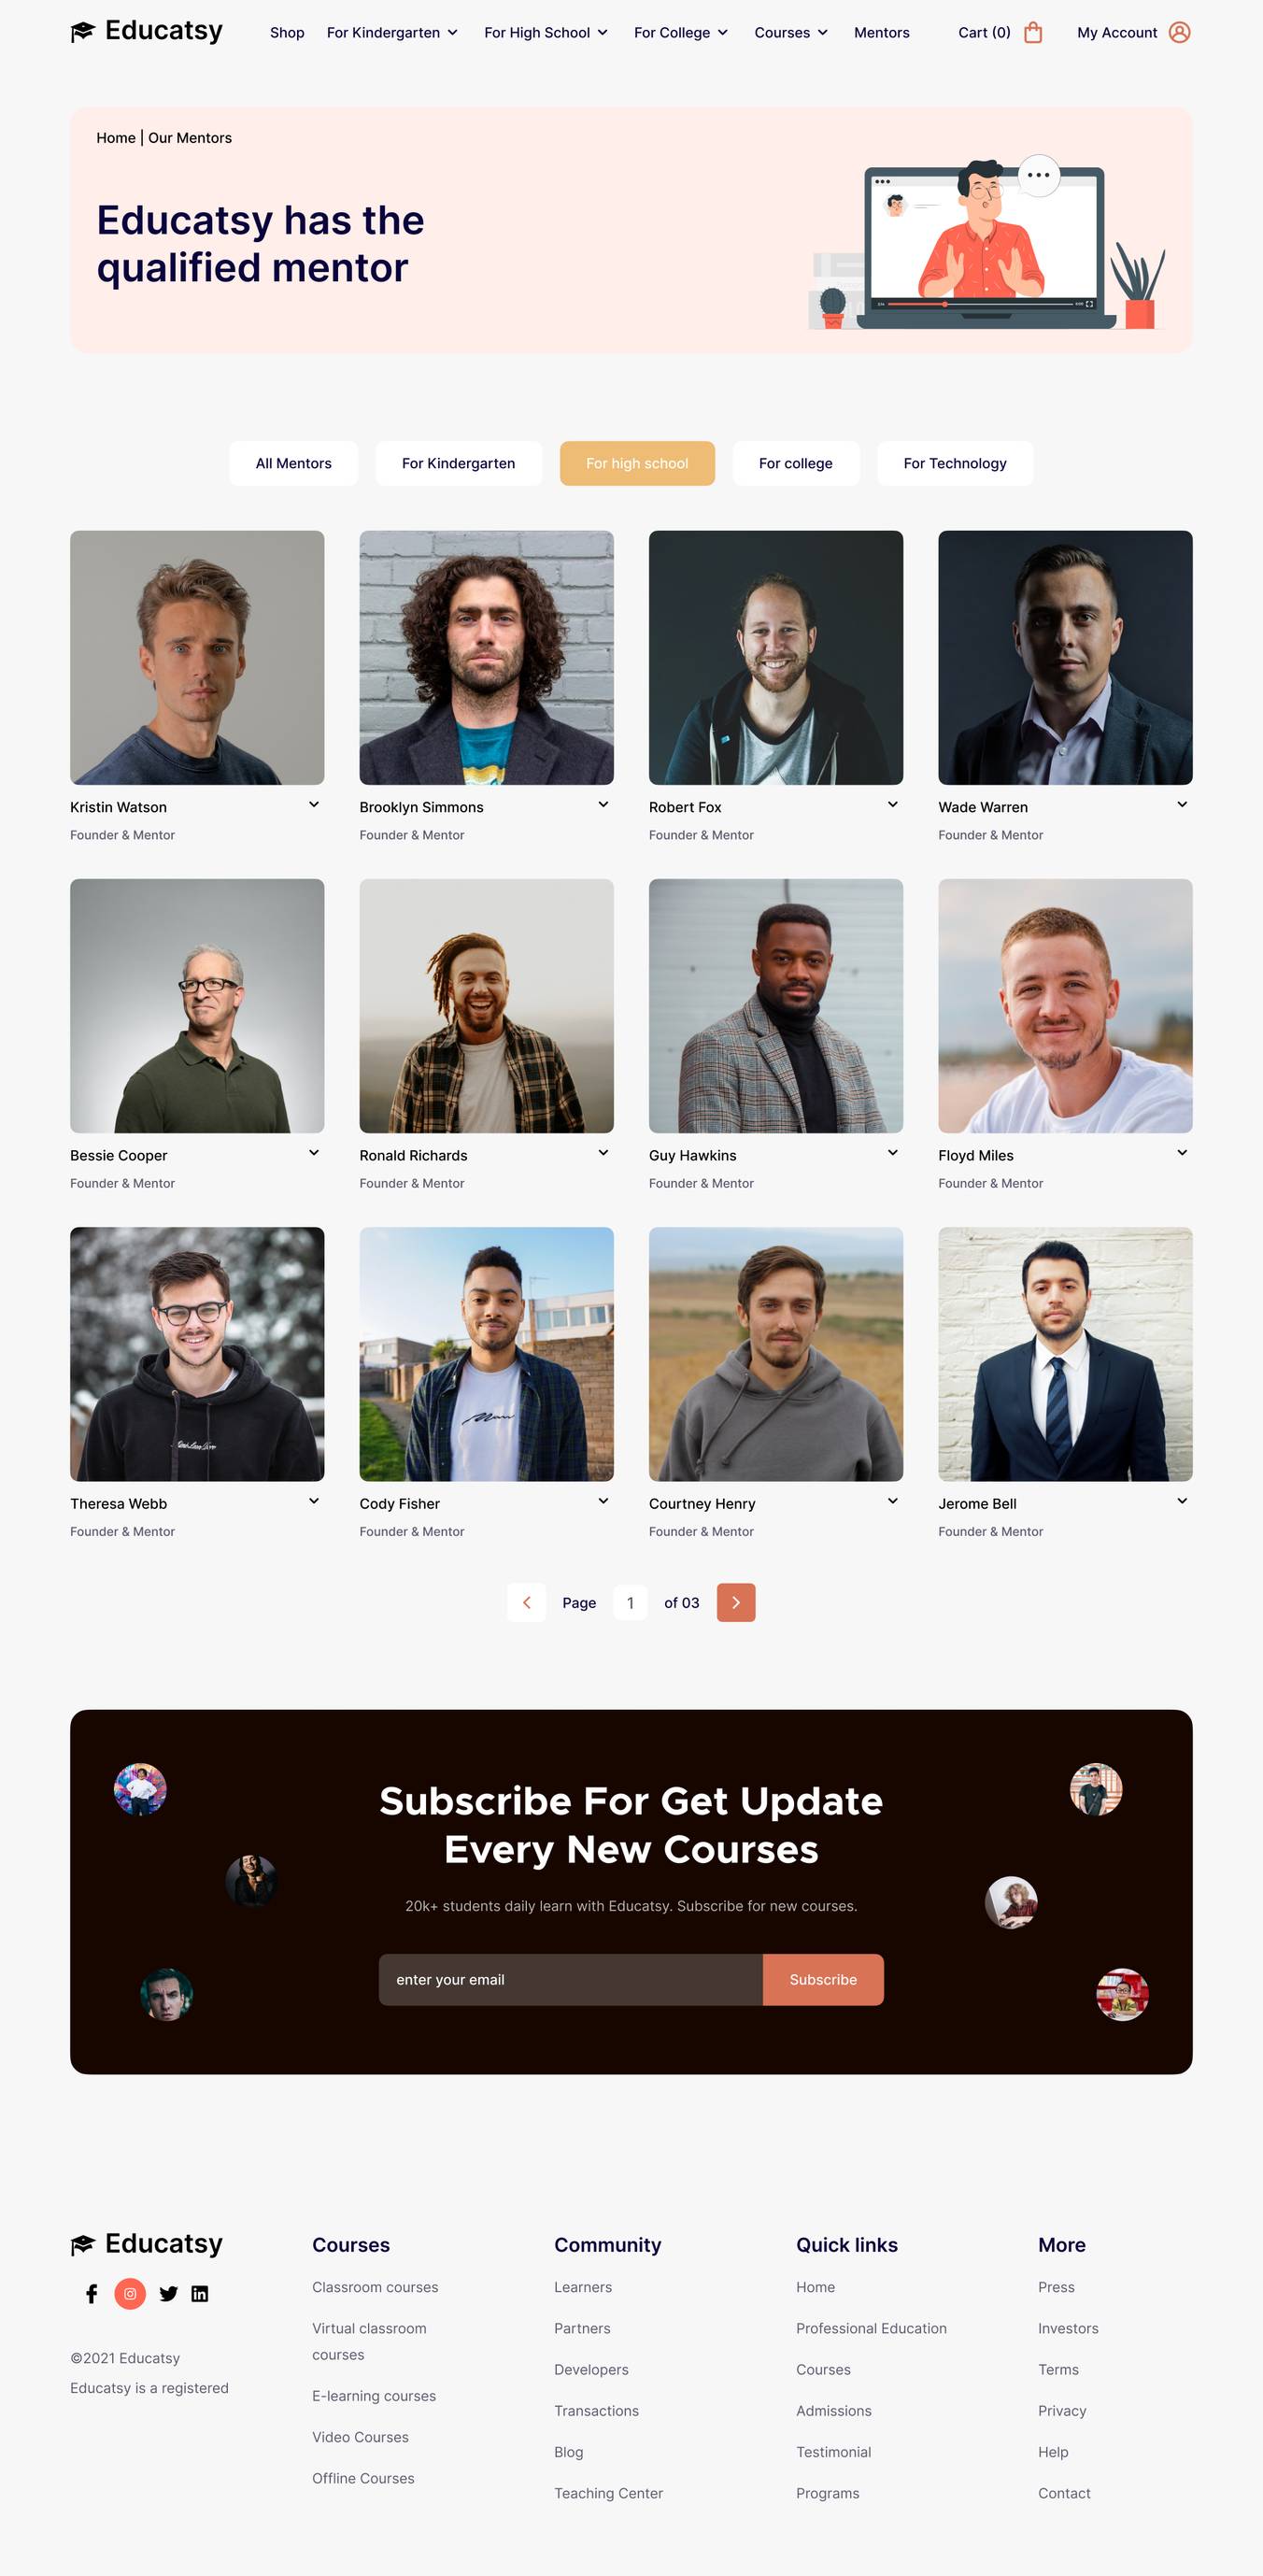 Educatsy
Shop
For Kindergarten
For High School
For College
Courses
Mentors
Cart (0)
My Account
Home | Our Mentors
Educatsy has the
qualified mentor
All Mentors
For Kindergarten
For high school
For college
For Technology
Kristin Watson
Founder & Mentor
Brooklyn Simmons
Founder & Mentor
Robert Fox
Founder & Mentor
Wade Warren
Founder & Mentor
Bessie Cooper
Founder & Mentor
Ronald Richards
Founder & Mentor
Guy Hawkins
Founder & Mentor
Floyd Miles
Founder & Mentor
Theresa Webb
Founder & Mentor
Cody Fisher
Founder & Mentor
Courtney Henry
Founder & Mentor
Jerome Bell
Founder & Mentor
Page 1 of 03
Subscribe For Get Update
Every New Courses
20k+ students daily learn with Educatsy. Subscribe for new courses.
enter your email
Subscribe
Educatsy
©2021 Educatsy
Educatsy is a registered
Courses
Classroom courses
Virtual classroom
courses
E-learning courses
Video Courses
Offline Courses
Community
Learners
Partners
Developers
Transactions
Blog
Teaching Center
Quick links
Home
Professional Education
Courses
Admissions
Testimonial
Programs
More
Press
Investors
Terms
Privacy
Help
Contact